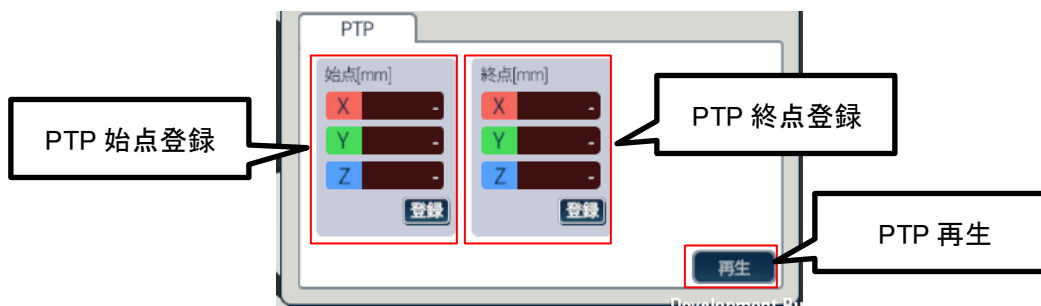 PTP
始点[mm]
X -
Y -
Z -
登録
終点[mm]
X -
Y -
Z -
登録
再生
PTP 始点登録
PTP 終点登録
PTP 再生
Development